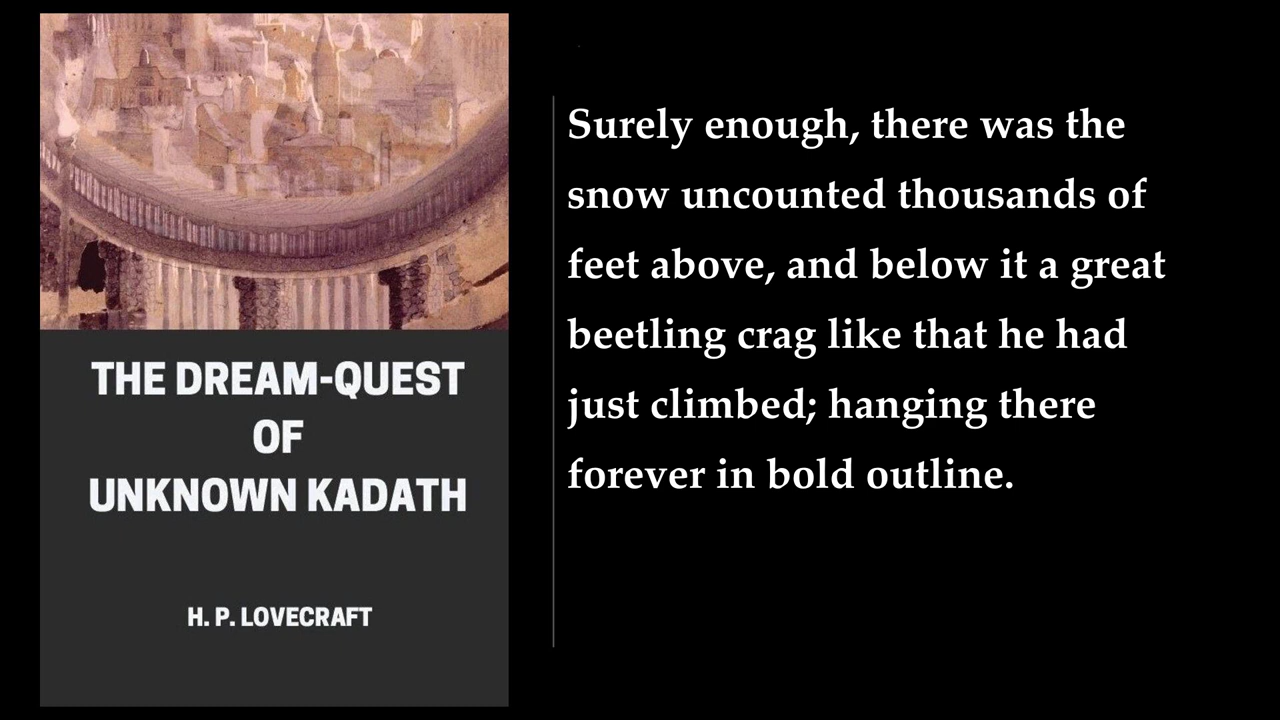 THE DREAM-QUEST
OF
UNKNOWN KADATH
H. P. LOVECRAFT
Surely enough, there was the
snow uncounted thousands of
feet above, and below it a great
beetling crag like that he had
just climbed; hanging there
forever in bold outline.